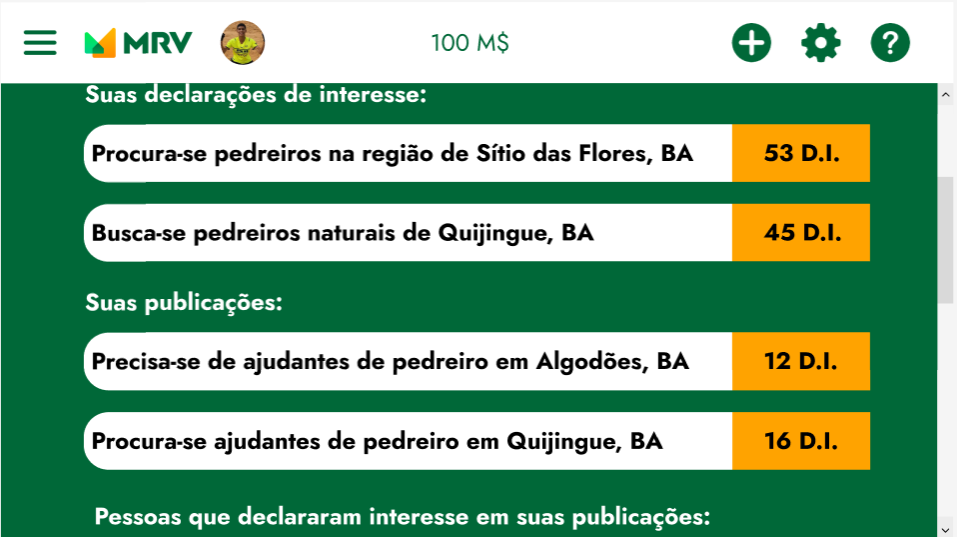 MRV
100 M$
Suas declarações de interesse:
Procura-se pedreiros na região de Sítio das Flores, BA
53 D.I.
Busca-se pedreiros naturais de Quijingue, BA
45 D.I.
Suas publicações:
Precisa-se de ajudantes de pedreiro em Algodões, BA
12 D.I.
Procura-se ajudantes de pedreiro em Quijingue, BA
16 D.I.
Pessoas que declararam interesse em suas publicações: